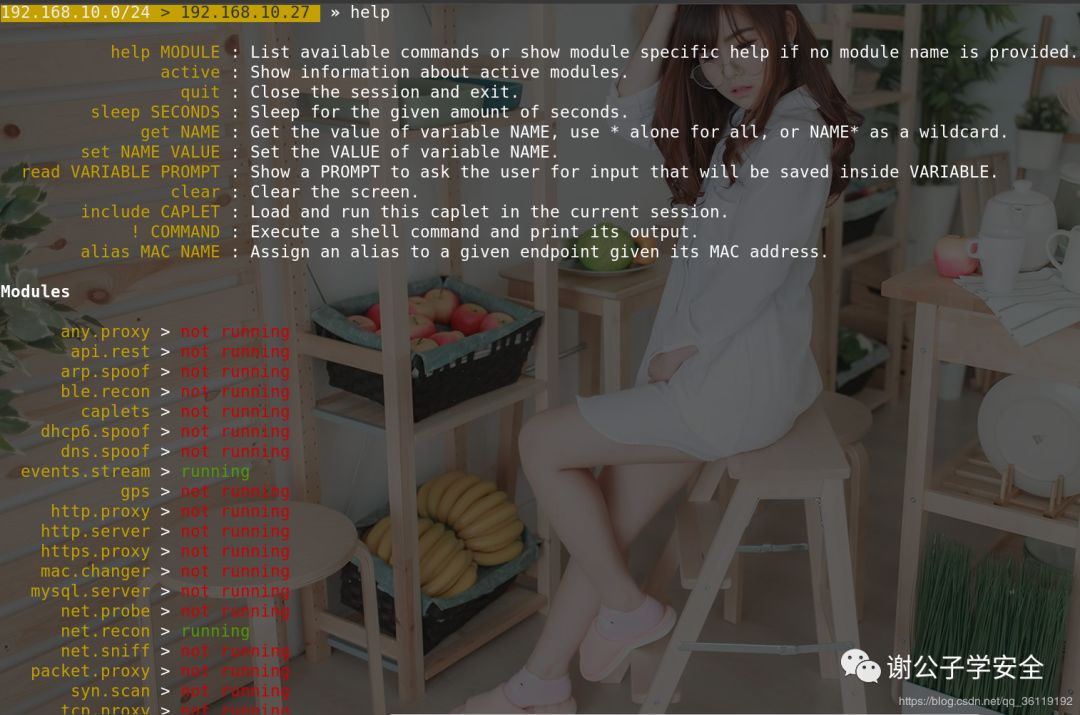 192.168.10.0/24 > 192.168.10.27 » help
help MODULE : List available commands or show module specific help if no module name is provided.
active : Show information about active modules.
quit : Close the session and exit.
sleep SECONDS : Sleep for the given amount of seconds.
get NAME : Get the value of variable NAME, use * alone for all, or NAME* as a wildcard.
set NAME VALUE : Set the VALUE of variable NAME.
read VARIABLE PROMPT : Show a PROMPT to ask the user for input that will be saved inside VARIABLE.
clear : Clear the screen.
include CAPLET : Load and run this caplet in the current session.
! COMMAND : Execute a shell command and print its output.
alias MAC NAME : Assign an alias to a given endpoint given its MAC address.
Modules
any.proxy > not running
api.rest > not running
arp.spoof > not running
ble.recon > not running
caplets > not running
dhcp6.spoof > not running
dns.spoof > not running
events.stream > running
gps > not running
http.proxy > not running
http.server > not running
https.proxy > not running
mac.changer > not running
mysql.server > not running
net.probe > not running
net.recon > running
net.sniff > not running
packet.proxy > not running
syn.scan > not running
tcp.proxy > not running
谢公子学安全
https://blog.csdn.net/qq_36119192